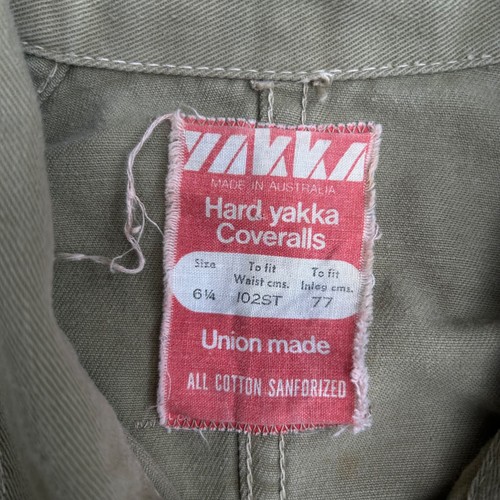 YAKKA
MADE IN AUSTRALIA
Hard yakka
Coveralls
Size To fit Waist cms. To fit Inleg cms.
6¼ 102ST 77
Union made
ALL COTTON SANFORIZED